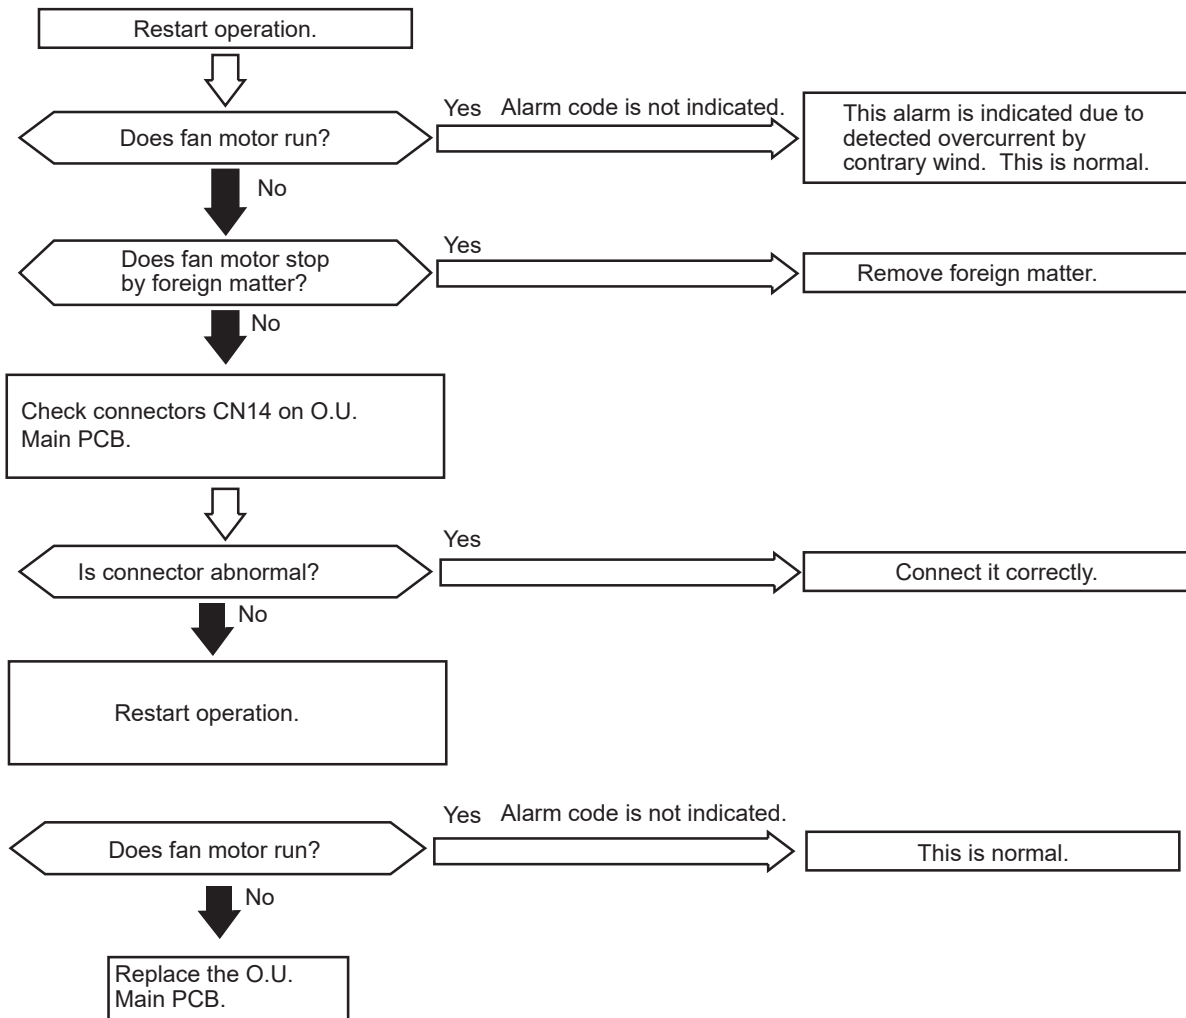 Restart operation.
Yes Alarm code is not indicated.
Does fan motor run?
This alarm is indicated due to
detected overcurrent by
contrary wind. This is normal.
No
Does fan motor stop
by foreign matter?
Yes
Remove foreign matter.
No
Check connectors CN14 on O.U.
Main PCB.
Yes
Is connector abnormal?
Connect it correctly.
No
Restart operation.
Yes Alarm code is not indicated.
Does fan motor run?
This is normal.
No
Replace the O.U.
Main PCB.